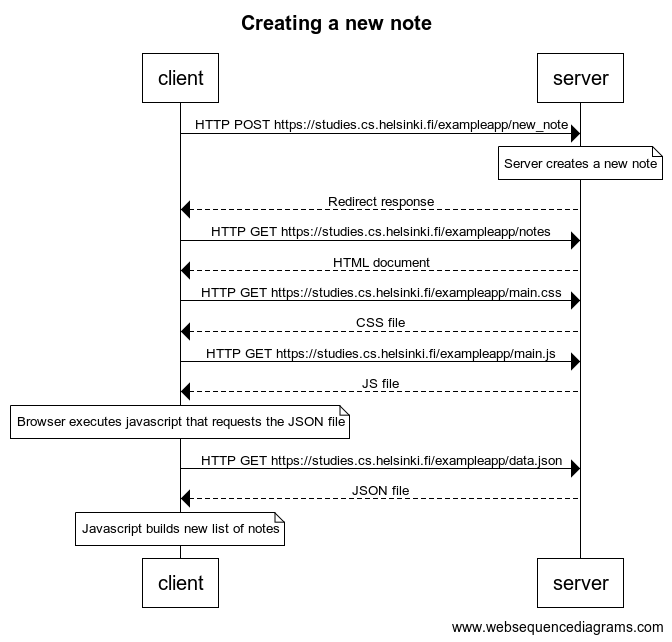 Creating a new note
client
server
HTTP POST https://studies.cs.helsinki.fi/exampleapp/new_note
Server creates a new note
Redirect response
HTTP GET https://studies.cs.helsinki.fi/exampleapp/notes
HTML document
HTTP GET https://studies.cs.helsinki.fi/exampleapp/main.css
CSS file
HTTP GET https://studies.cs.helsinki.fi/exampleapp/main.js
JS file
Browser executes javascript that requests the JSON file
HTTP GET https://studies.cs.helsinki.fi/exampleapp/data.json
JSON file
Javascript builds new list of notes
client
server
www.websequencediagrams.com